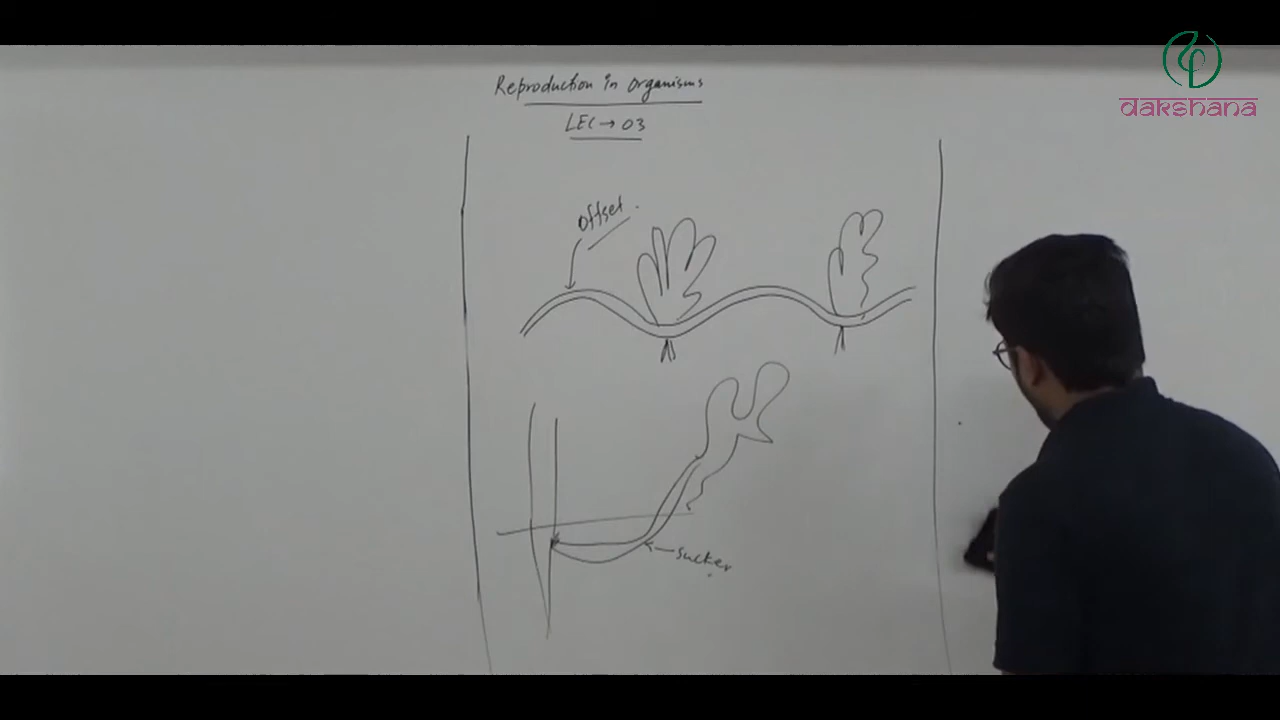 Reproduction in organisms
LEC → 03
offset
sucker
dakshana